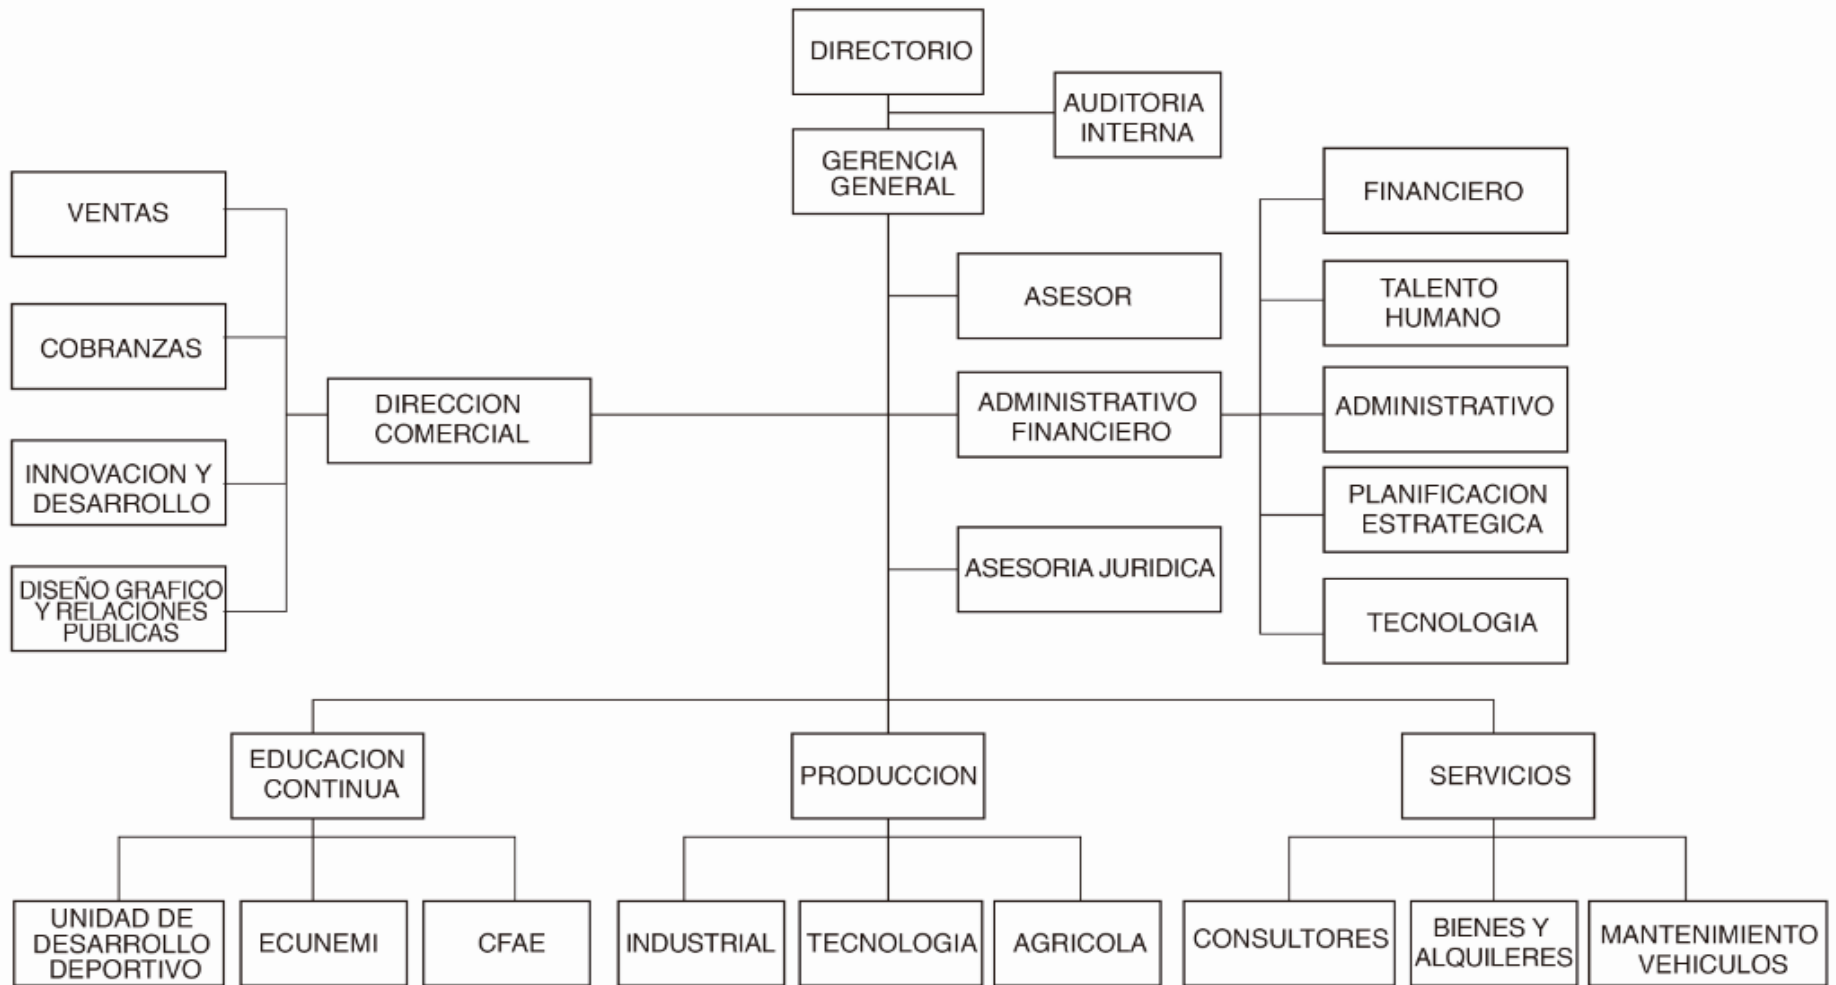 DIRECTORIO
AUDITORIA
INTERNA
GERENCIA
GENERAL
VENTAS
COBRANZAS
INNOVACION Y
DESARROLLO
DISEÑO GRAFICO
Y RELACIONES
PUBLICAS
DIRECCION
COMERCIAL
ASESOR
ADMINISTRATIVO
FINANCIERO
ASESORIA JURIDICA
FINANCIERO
TALENTO
HUMANO
ADMINISTRATIVO
PLANIFICACION
ESTRATEGICA
TECNOLOGIA
EDUCACION
CONTINUA
PRODUCCION
SERVICIOS
UNIDAD DE
DESARROLLO
DEPORTIVO
ECUNEMI
CFAE
INDUSTRIAL
TECNOLOGIA
AGRICOLA
CONSULTORES
BIENES Y
ALQUILERES
MANTENIMIENTO
VEHICULOS